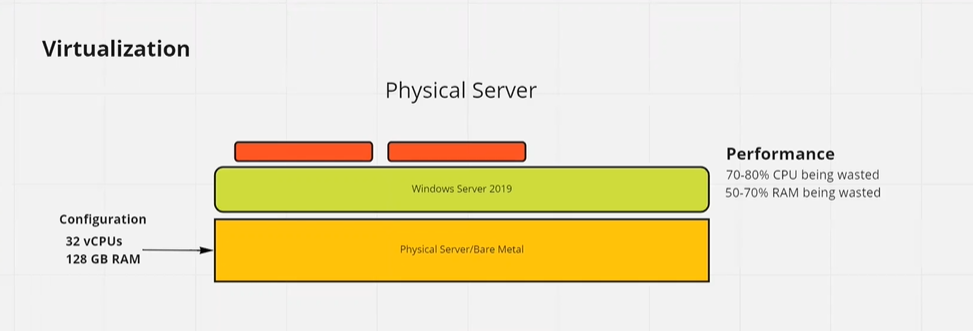 Virtualization
Physical Server
Performance
70-80% CPU being wasted
50-70% RAM being wasted
Windows Server 2019
Configuration
32 vCPUs
128 GB RAM
Physical Server/Bare Metal